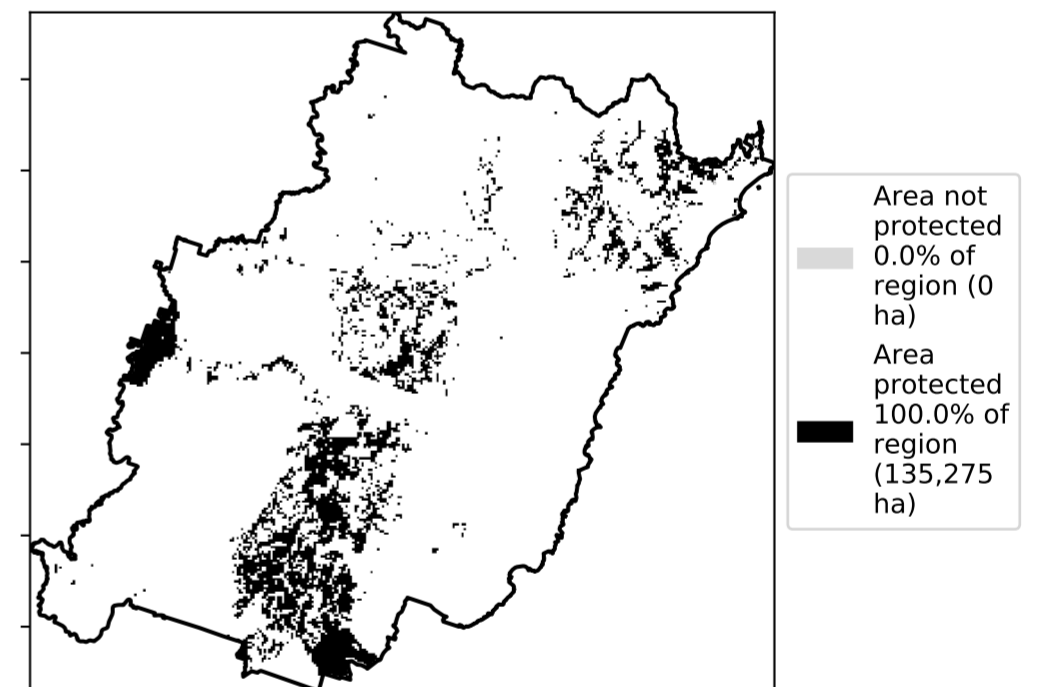 Area not
protected
0.0% of
region (0
ha)
Area
protected
100.0% of
region
(135,275
ha)